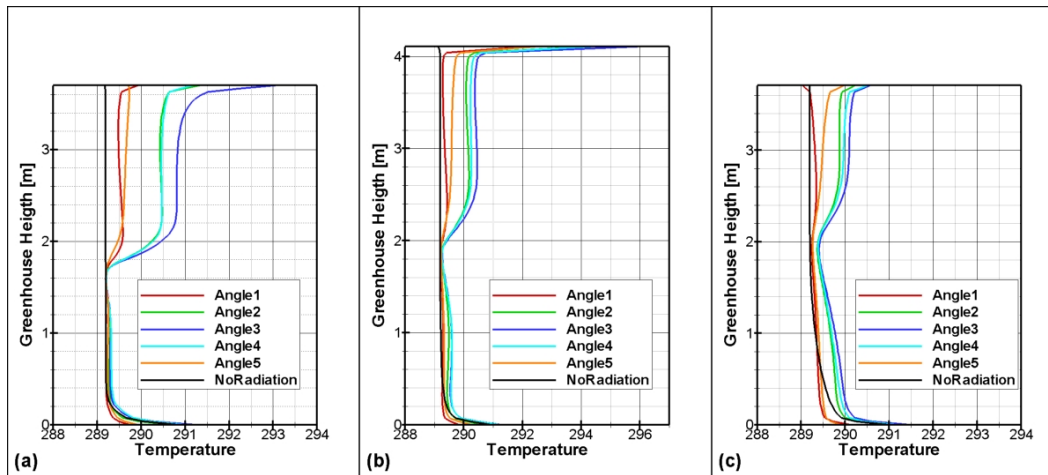 Greenhouse Heigth [m]
3
2
1
0
288 289 290 291 292 293 294
Temperature
Angle1
Angle2
Angle3
Angle4
Angle5
NoRadiation
(a)
Greenhouse Heigth [m]
4
3
2
1
0
288 290 292 294 296
Temperature
Angle1
Angle2
Angle3
Angle4
Angle5
NoRadiation
(b)
Greenhouse Heigth [m]
3
2
1
0
288 289 290 291 292 293 294
Temperature
Angle1
Angle2
Angle3
Angle4
Angle5
NoRadiation
(c)